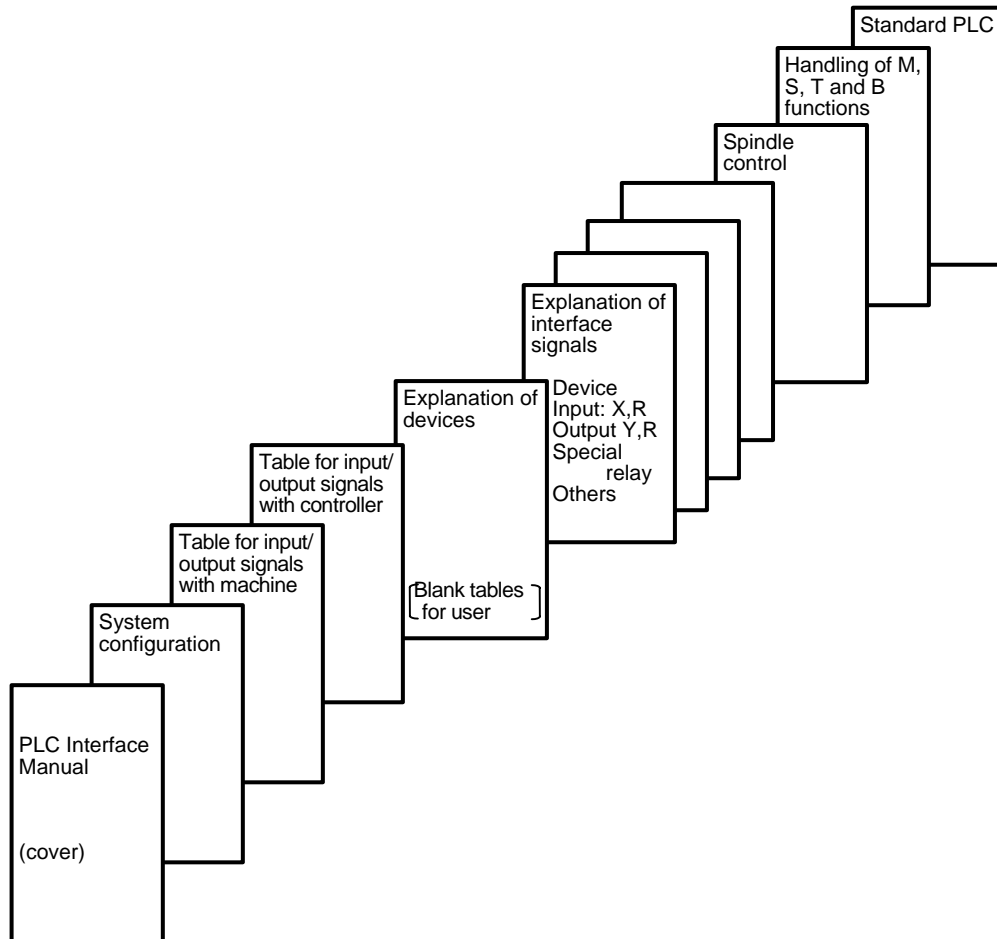 Standard PLC
Handling of M,
S, T and B
functions
Spindle
control
Explanation of
interface
signals
Device
Input: X,R
Output Y,R
Special
relay
Others
Explanation of
devices
(Blank tables
for user)
Table for input/
output signals
with controller
Table for input/
output signals
with machine
System
configuration
PLC Interface
Manual
(cover)